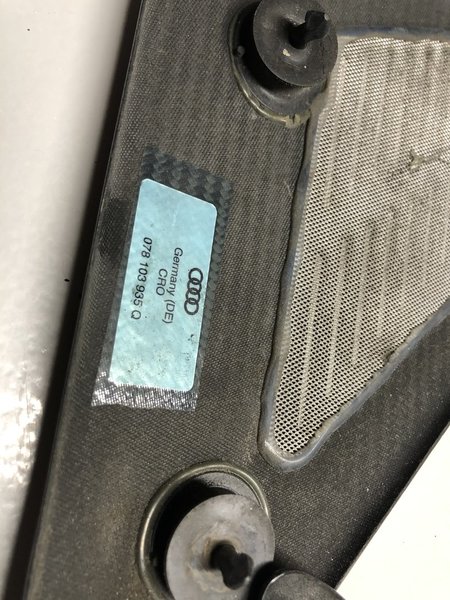 Germany (DE)
CRO
078 103 935 Q